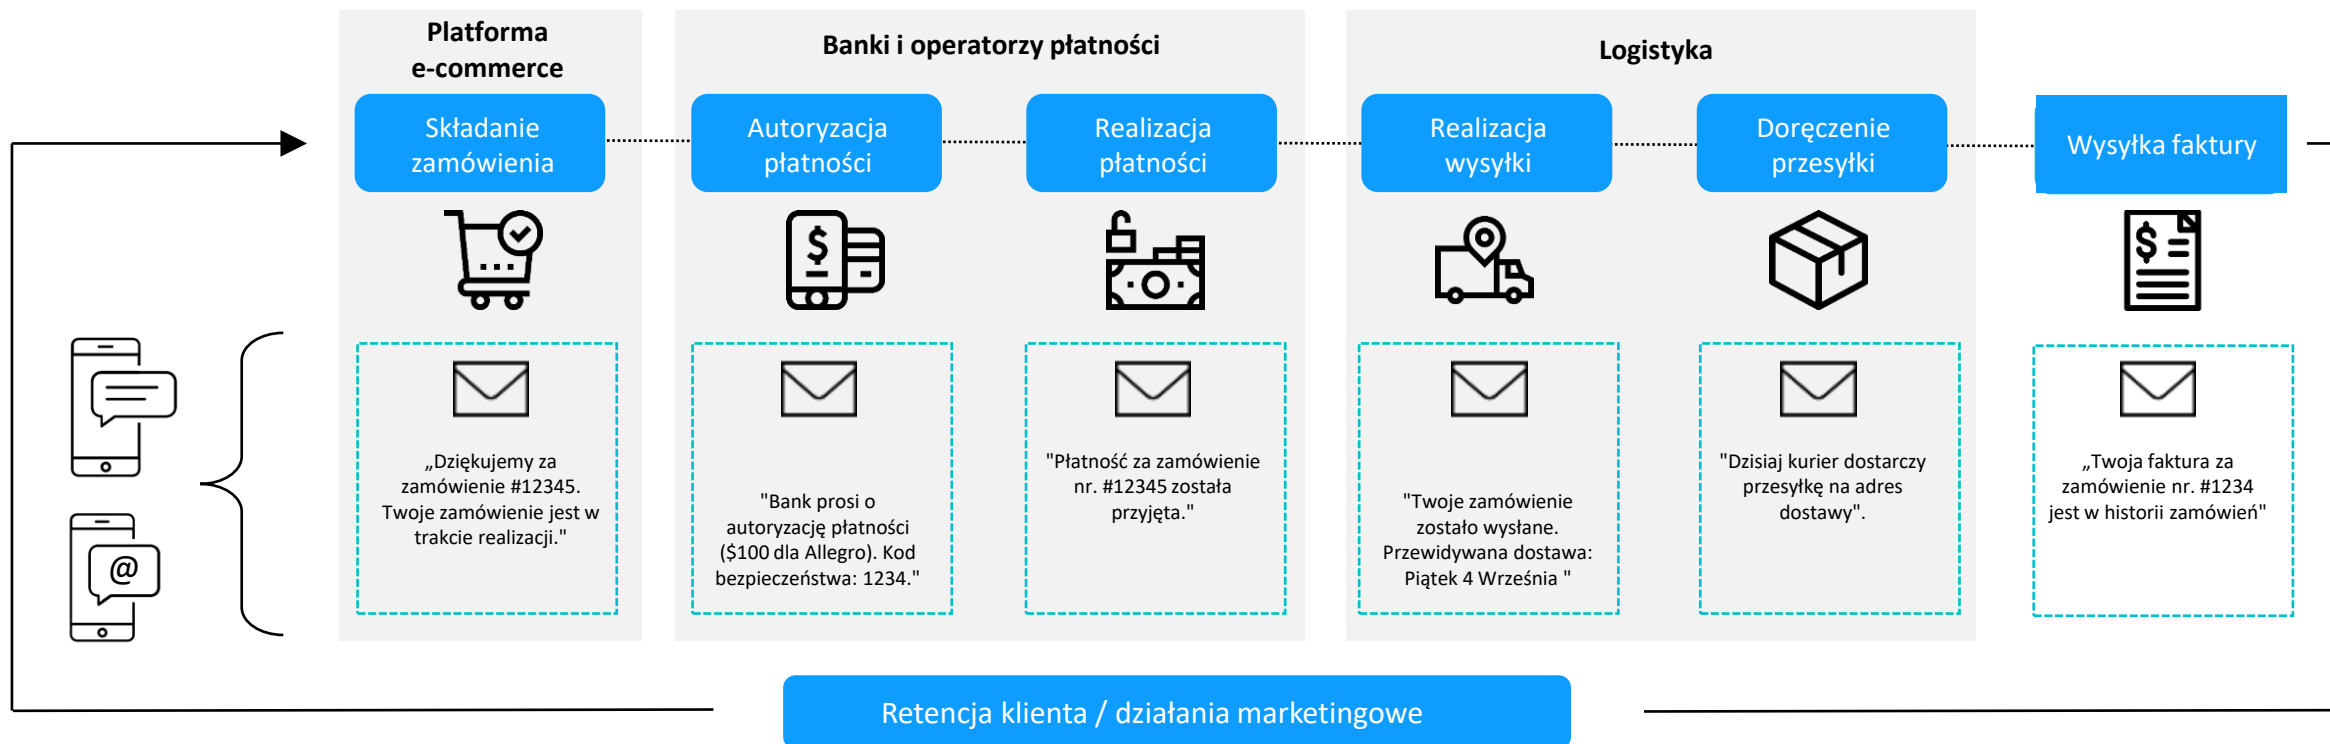 Platforma
e-commerce
Banki i operatorzy płatności
Logistyka
Składanie
zamówienia
Autoryzacja
płatności
Realizacja
płatności
Realizacja
wysyłki
Doręczenie
przesyłki
Wysyłka faktury
$
$
@
„Dziękujemy za
zamówienie #12345.
Twoje zamówienie jest w
trakcie realizacji."
"Bank prosi o
autoryzację płatności
($100 dla Allegro). Kod
bezpieczeństwa: 1234."
"Płatność za zamówienie
nr. #12345 została
przyjęta."
"Twoje zamówienie
zostało wysłane.
Przewidywana dostawa:
Piątek 4 Września "
"Dzisiaj kurier dostarczy
przesyłkę na adres
dostawy".
„Twoja faktura za
zamówienie nr. #1234
jest w historii zamówień"
Retencja klienta / działania marketingowe